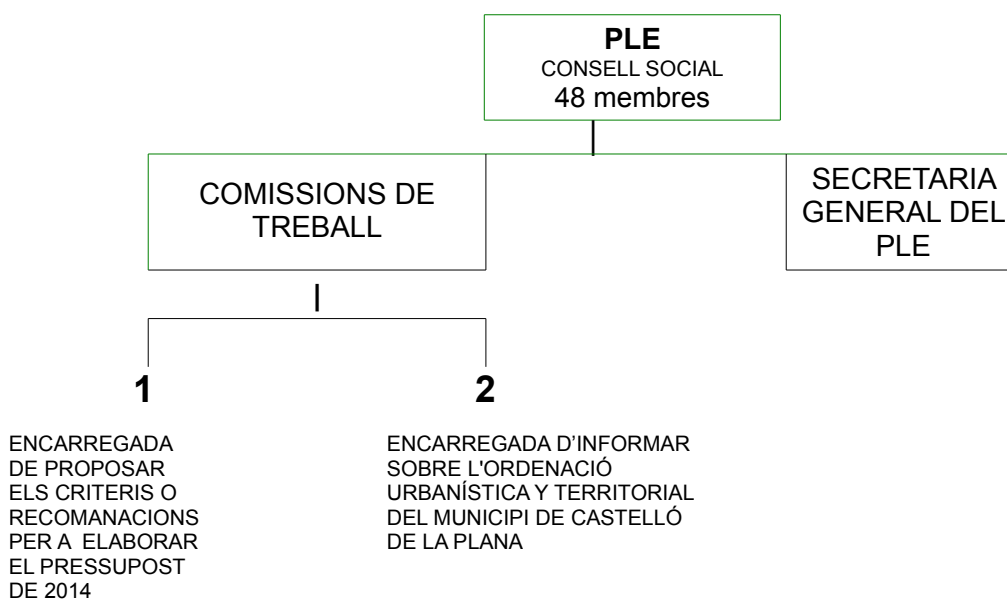 PLE
CONSELL SOCIAL
48 membres
COMISSIONS DE
TREBALL
SECRETARIA
GENERAL DEL
PLE
1
ENCARREGADA
DE PROPOSAR
ELS CRITERIS O
RECOMANACIONS
PER A ELABORAR
EL PRESSUPOST
DE 2014
2
ENCARREGADA D’INFORMAR
SOBRE L'ORDENACIÓ
URBANÍSTICA Y TERRITORIAL
DEL MUNICIPI DE CASTELLÓ
DE LA PLANA